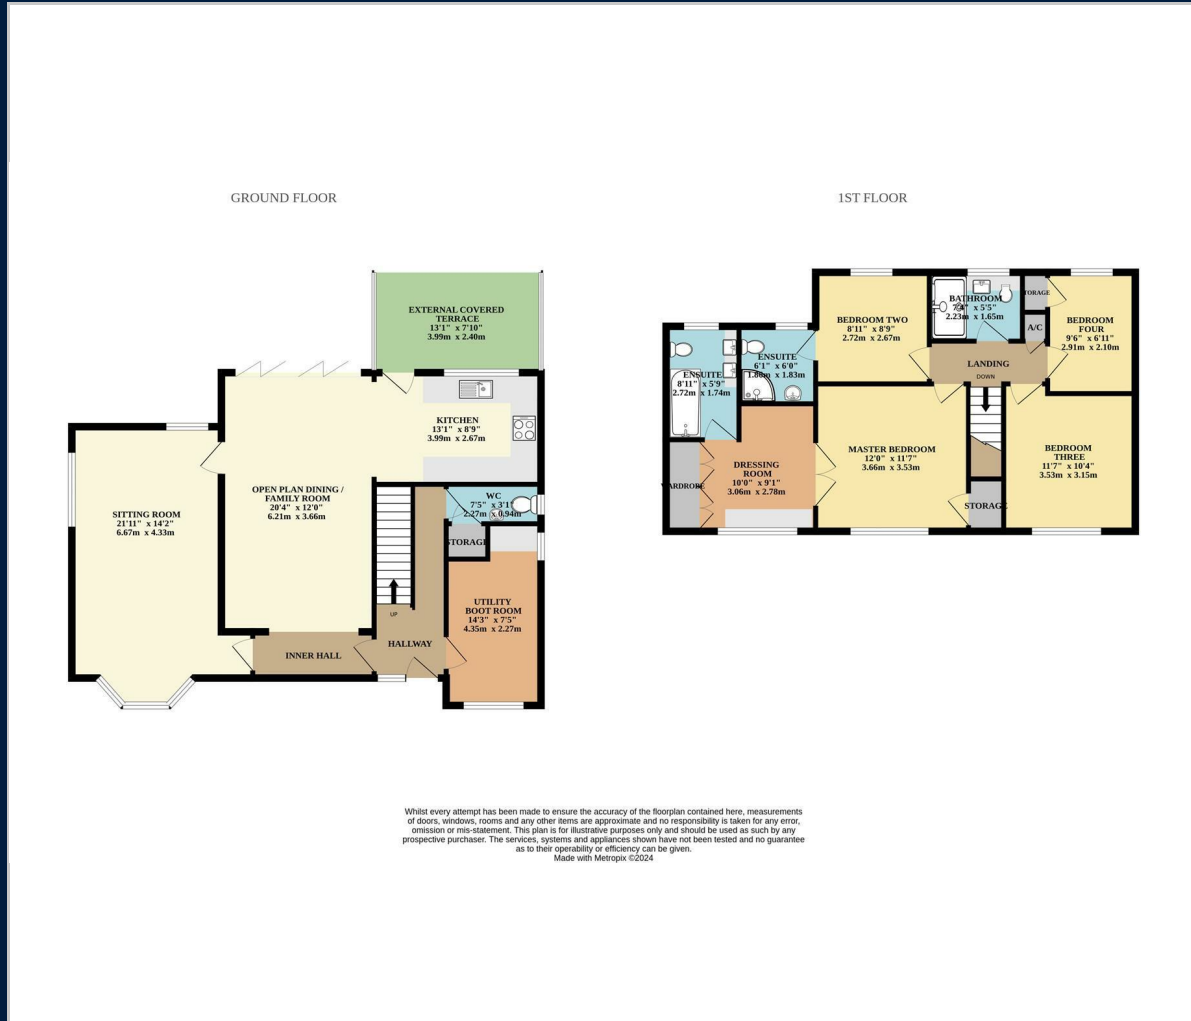 GROUND FLOOR
1ST FLOOR
EXTERNAL COVERED
TERRACE
13'1" x 7'10"
3.99m x 2.40m
KITCHEN
13'1" x 8'9"
3.99m x 2.67m
OPEN PLAN DINING /
FAMILY ROOM
20'4" x 12'0"
6.21m x 3.66m
SITTING ROOM
21'11" x 14'2"
6.67m x 4.33m
WC
7'5" x 3'1"
2.27m x 0.94m
STORAGE
UTILITY
BOOT ROOM
14'3" x 7'5"
4.35m x 2.27m
UP
HALLWAY
INNER HALL
BEDROOM TWO
8'11" x 8'9"
2.72m x 2.67m
BATHROOM
7'4" x 5'5"
2.23m x 1.65m
STORAGE
A/C
BEDROOM
FOUR
9'6" x 6'11"
2.91m x 2.10m
ENSUITE
8'11" x 5'9"
2.72m x 1.74m
ENSUITE
6'1" x 6'0"
1.86m x 1.83m
LANDING
DOWN
WARDROBE
DRESSING
ROOM
10'0" x 9'1"
3.06m x 2.78m
MASTER BEDROOM
12'0" x 11'7"
3.66m x 3.53m
STORAGE
BEDROOM
THREE
11'7" x 10'4"
3.53m x 3.15m
Whilst every attempt has been made to ensure the accuracy of the floorplan contained here, measurements
of doors, windows, rooms and any other items are approximate and no responsibility is taken for any error,
omission or mis-statement. This plan is for illustrative purposes only and should be used as such by any
prospective purchaser. The services, systems and appliances shown have not been tested and no guarantee
as to their operability or efficiency can be given.
Made with Metropix ©2024